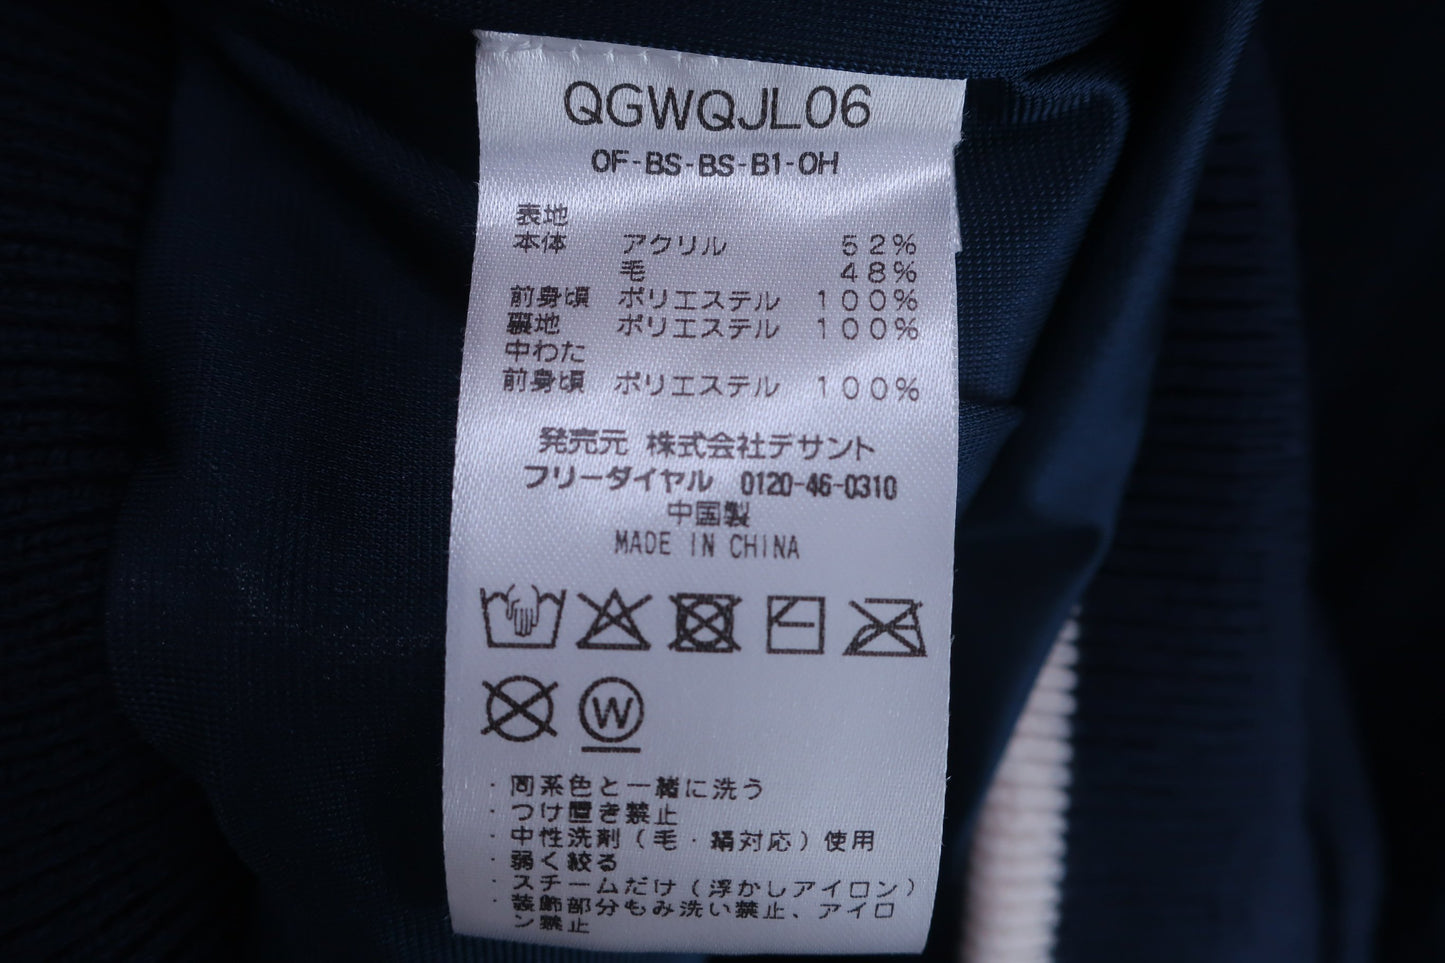 QGWQJL06
OF-BS-BS-B1-OH
表地
本体 アクリル 52%
毛 48%
前身頃 ポリエステル 100%
裏地 ポリエステル 100%
中わた
前身頃 ポリエステル 100%
発売元 株式会社デサント
フリーダイヤル 0120-46-0310
中国製
MADE IN CHINA
W
・同系色と一緒に洗う
・つけ置き禁止
・中性洗剤(毛・絹対応)使用
・弱く絞る
・スチームだけ(浮かしアイロン)
・装飾部分もみ洗い禁止、アイロ
ン禁止